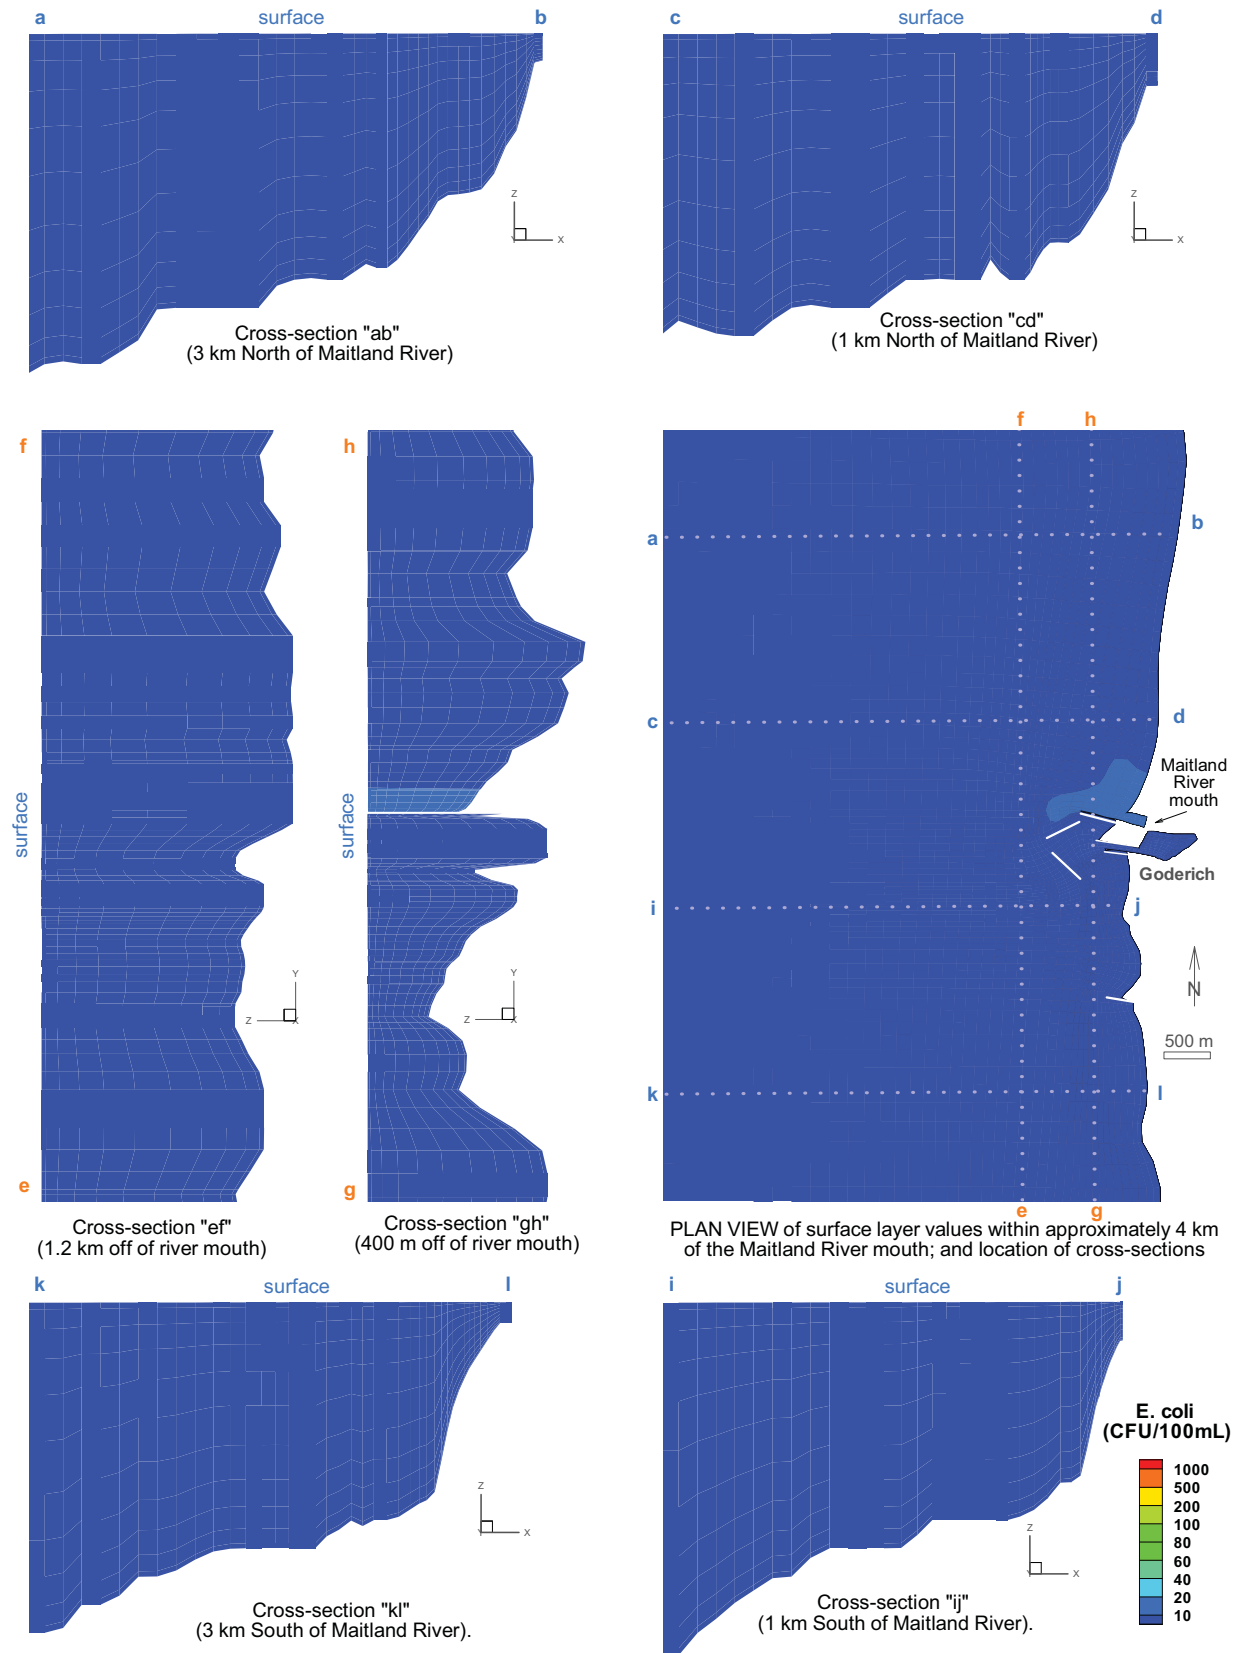 a surface b
c surface d
Z
X
Z
Y X
Cross-section "ab"
(3 km North of Maitland River)
Cross-section "cd"
(1 km North of Maitland River)
f
h
f h
a b
c d
Maitland
River
mouth
surface
surface
Goderich
i j
N
500 m
Y
Z X
Y
Z X
k l
e
g
e g
Cross-section "ef"
(1.2 km off of river mouth)
Cross-section "gh"
(400 m off of river mouth)
PLAN VIEW of surface layer values within approximately 4 km
of the Maitland River mouth; and location of cross-sections
k surface l
i surface j
Z
Y X
Z
Y X
Cross-section "kl"
(3 km South of Maitland River).
Cross-section "ij"
(1 km South of Maitland River).
E. coli
(CFU/100mL)
1000
500
200
100
80
60
40
20
10